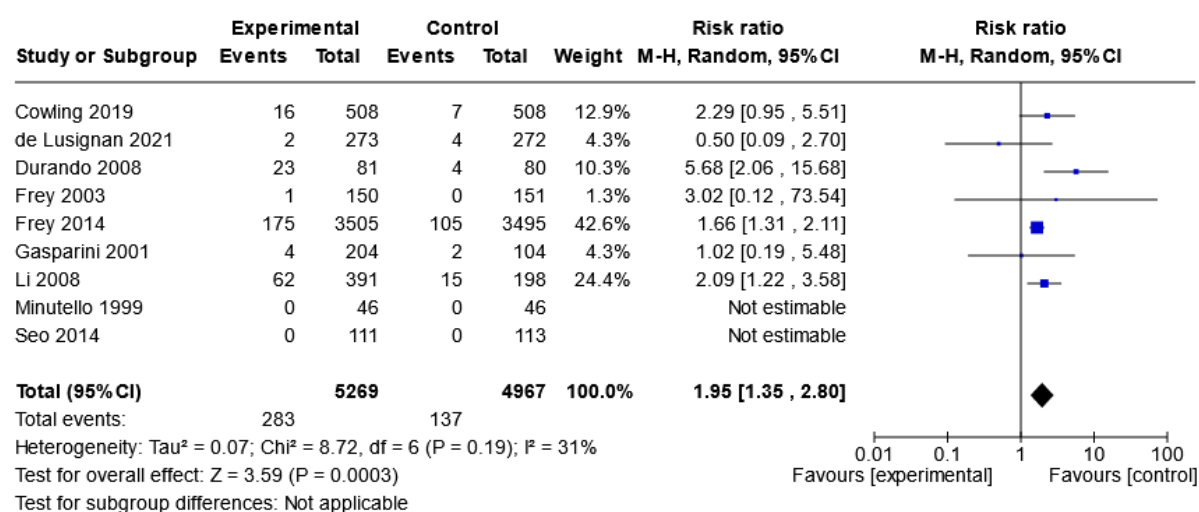 Experimental Control Risk ratio Risk ratio
Study or Subgroup Events Total Events Total Weight M-H, Random, 95% CI M-H, Random, 95% CI
Cowling 2019 16 508 7 508 12.9% 2.29 [0.95 , 5.51]
de Lusignan 2021 2 273 4 272 4.3% 0.50 [0.09 , 2.70]
Durando 2008 23 81 4 80 10.3% 5.68 [2.06 , 15.68]
Frey 2003 1 150 0 151 1.3% 3.02 [0.12 , 73.54]
Frey 2014 175 3505 105 3495 42.6% 1.66 [1.31 , 2.11]
Gasparini 2001 4 204 2 104 4.3% 1.02 [0.19 , 5.48]
Li 2008 62 391 15 198 24.4% 2.09 [1.22 , 3.58]
Minutello 1999 0 46 0 46 Not estimable
Seo 2014 0 111 0 113 Not estimable
Total (95% CI) 5269 4967 100.0% 1.95 [1.35 , 2.80]
Total events: 283 137
Heterogeneity: Tau² = 0.07; Chi² = 8.72, df = 6 (P = 0.19); I² = 31%
Test for overall effect: Z = 3.59 (P = 0.0003)
Test for subgroup differences: Not applicable
0.01 0.1 1 10 100
Favours [experimental] Favours [control]